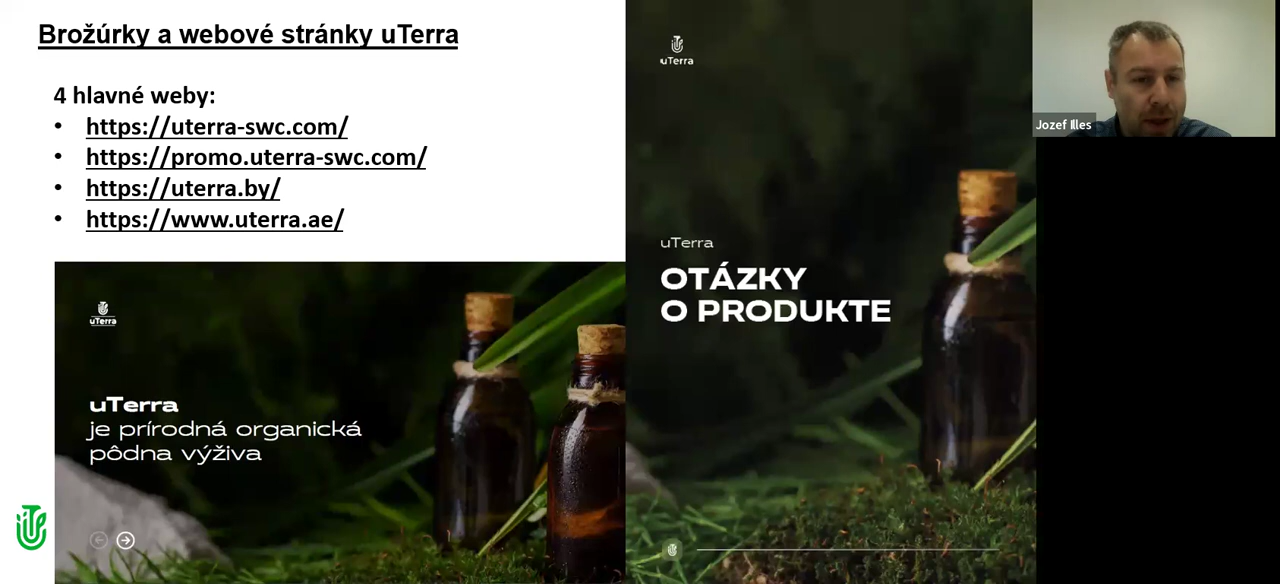 Brožúrky a webové stránky uTerra
4 hlavné weby:
• https://uterra-swc.com/
• https://promo.uterra-swc.com/
• https://uterra.by/
• https://www.uterra.ae/
uTerra
uTerra
je prírodná organická
pôdna výživa
uTerra
uTerra
OTÁZKY
O PRODUKTE
Jozef Illes